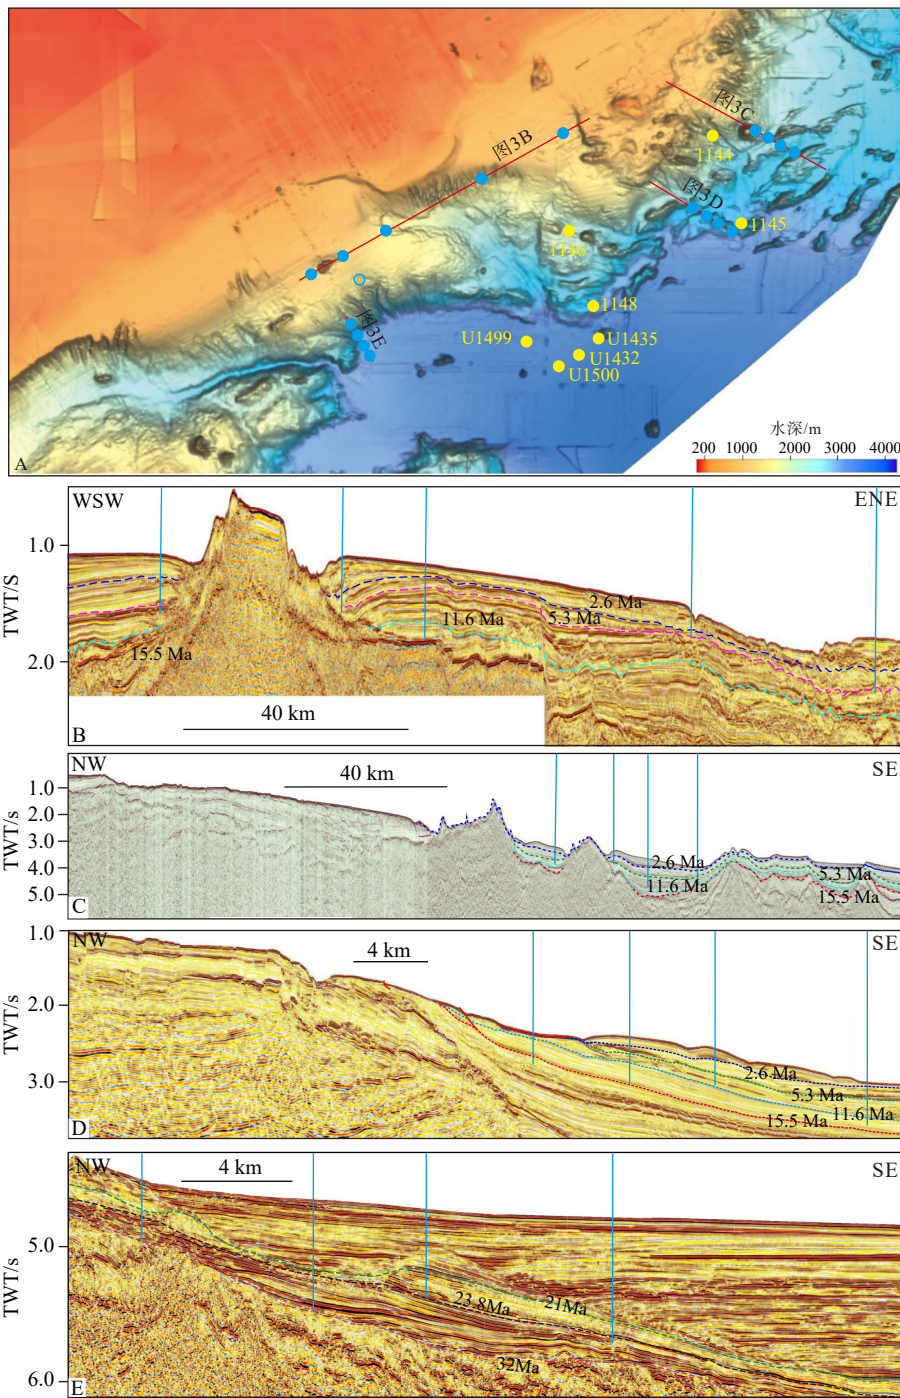 图3B
图3C
1144
图3D
1145
1146
1148
图3E
U1499
U1435
U1432
U1500
水深/m
200 1000 2000 3000 4000
A
WSW
ENE
1.0
2.0
TWT/S
2.6 Ma
5.3 Ma
11.6 Ma
15.5 Ma
40 km
B
NW
SE
40 km
1.0
2.0
3.0
4.0
5.0
TWT/s
2.6 Ma
5.3 Ma
11.6 Ma
15.5 Ma
C
NW
SE
1.0
4 km
2.0
3.0
TWT/s
2.6 Ma
5.3 Ma
11.6 Ma
15.5 Ma
D
NW
SE
4 km
5.0
6.0
TWT/s
23.8Ma
21Ma
32Ma
E